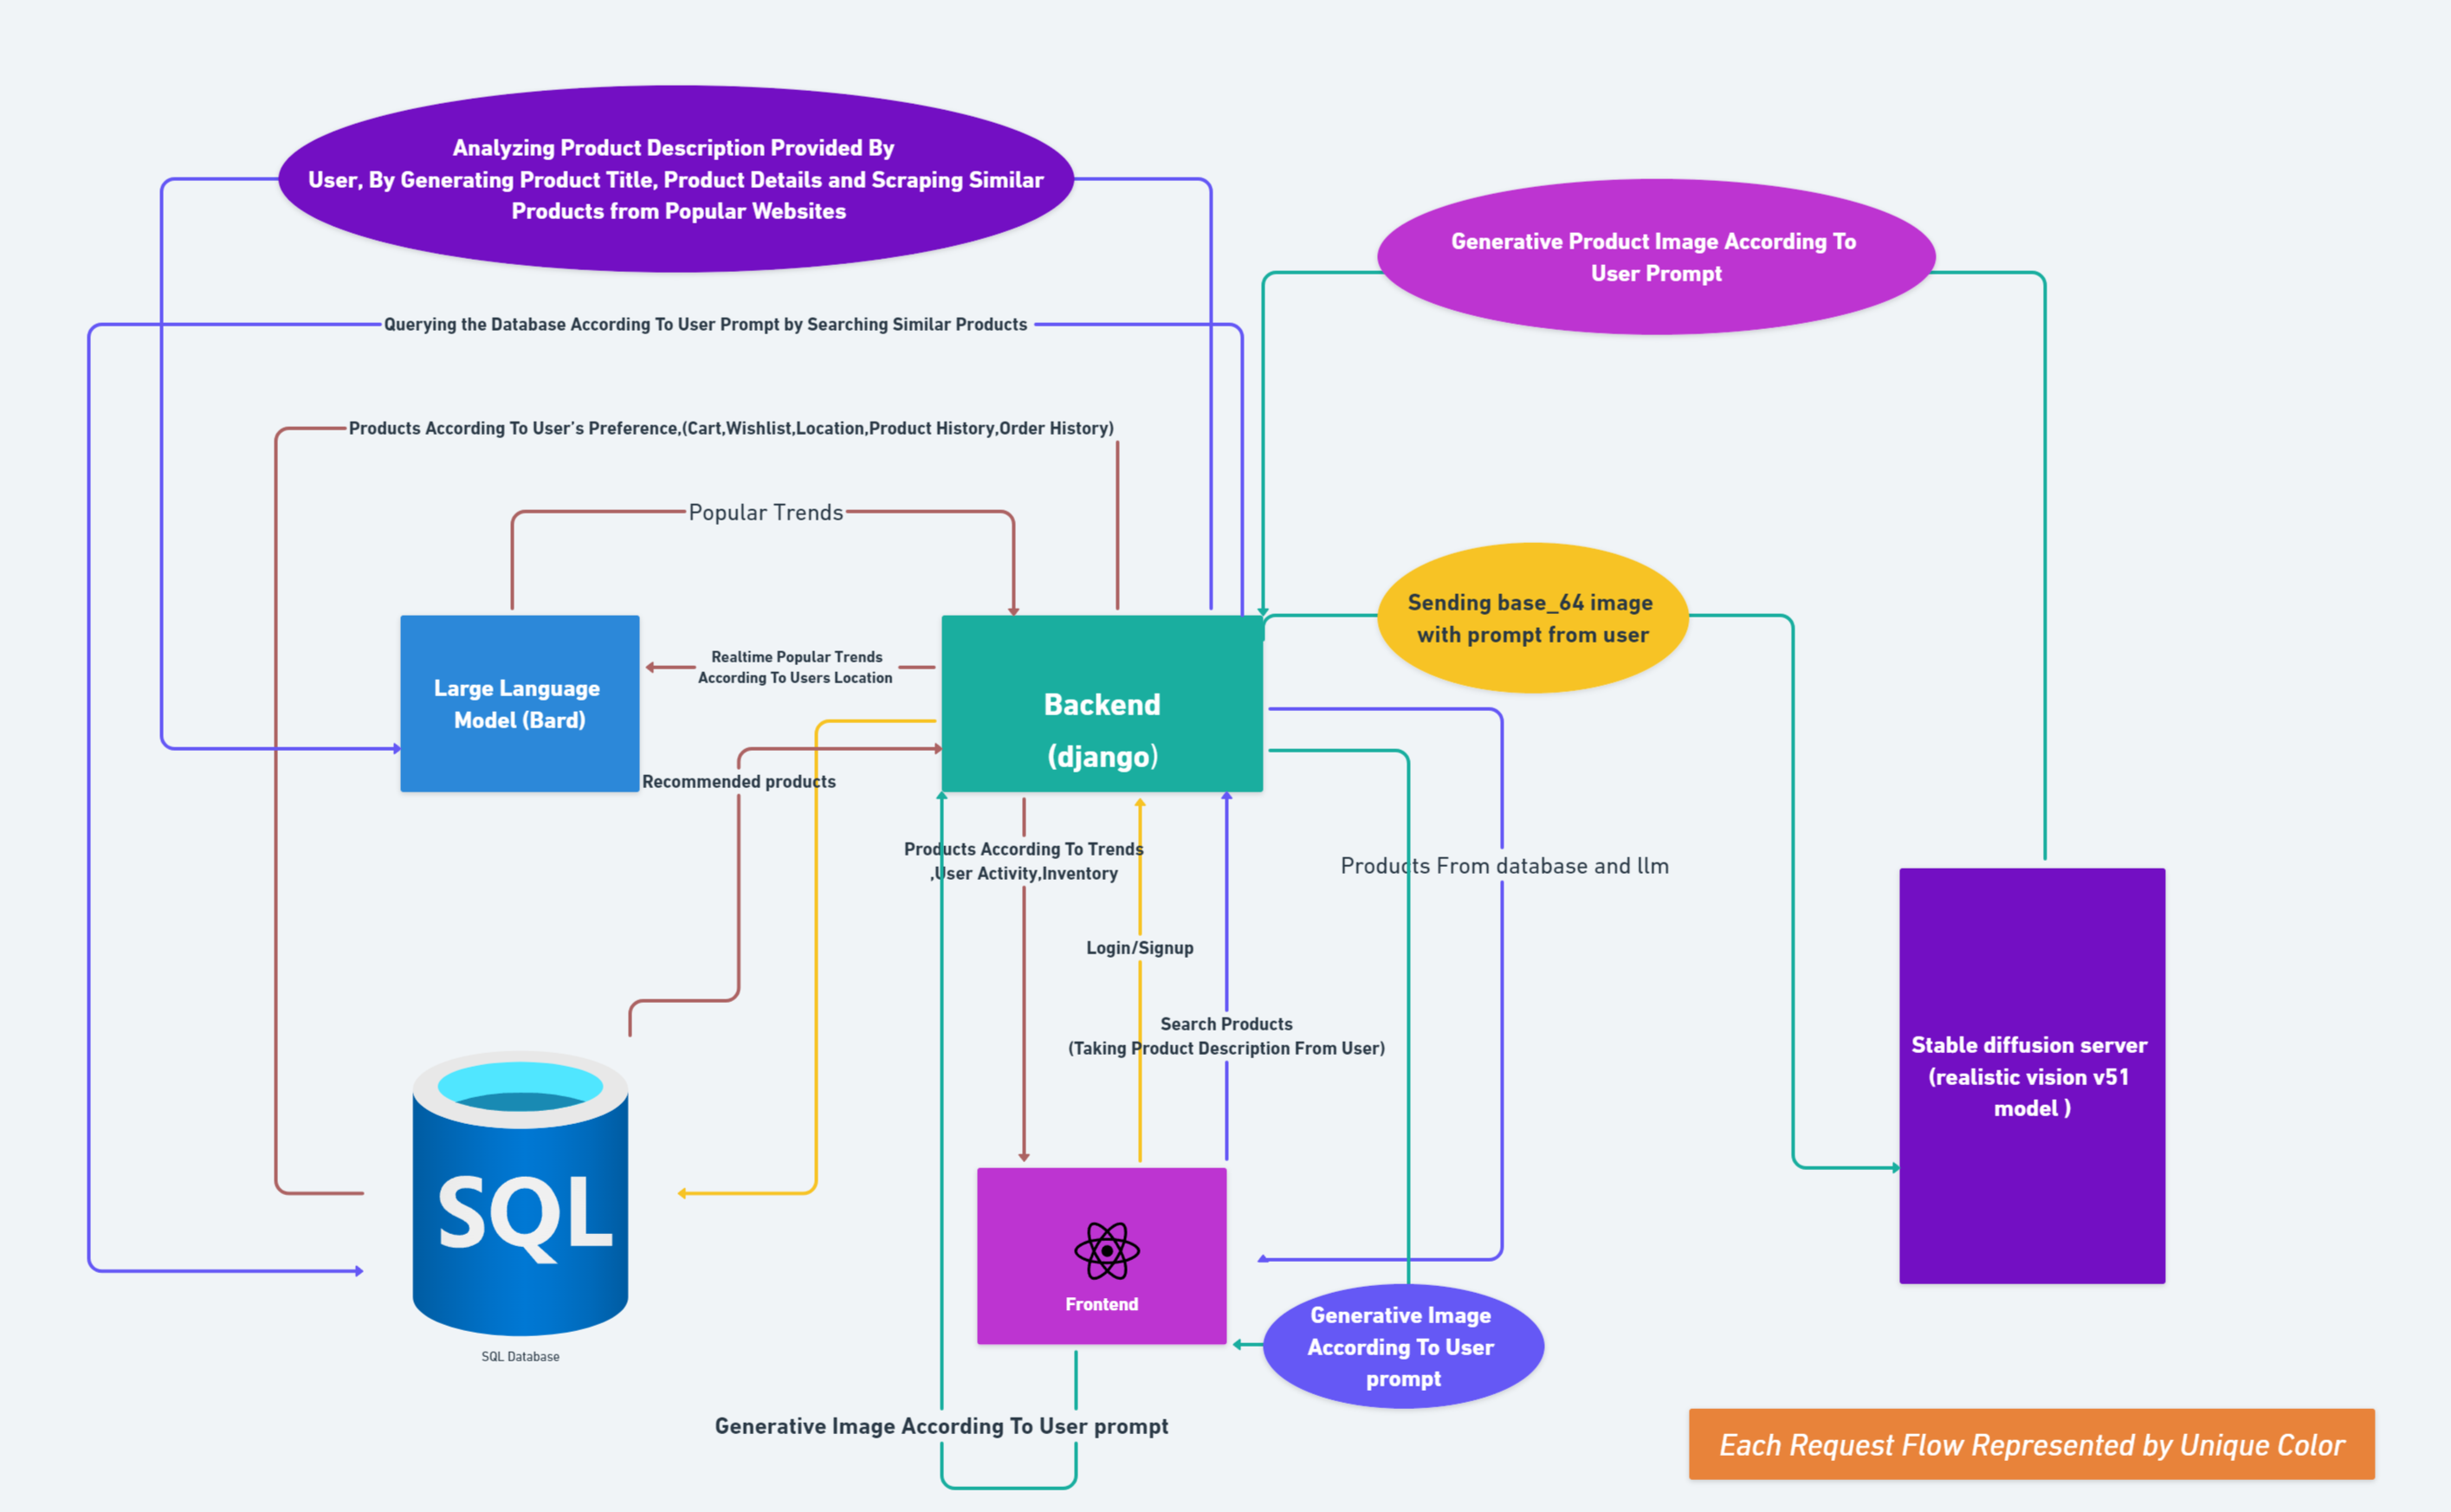 Analyzing Product Description Provided By
User, By Generating Product Title, Product Details and Scraping Similar
Products from Popular Websites
Generative Product Image According To
User Prompt
Querying the Database According To User Prompt by Searching Similar Products
Products According To User's Preference,(Cart,Wishlist,Location,Product History,Order History)
Popular Trends
Sending base_64 image
with prompt from user
Realtime Popular Trends
According To Users Location
Large Language
Model (Bard)
Backend
(django)
Recommended products
Products According To Trends
,User Activity,Inventory
Products From database and llm
Login/Signup
Search Products
(Taking Product Description From User)
Stable diffusion server
(realistic vision v51
model )
SQL
SQL Database
Frontend
Generative Image
According To User
prompt
Generative Image According To User prompt
Each Request Flow Represented by Unique Color